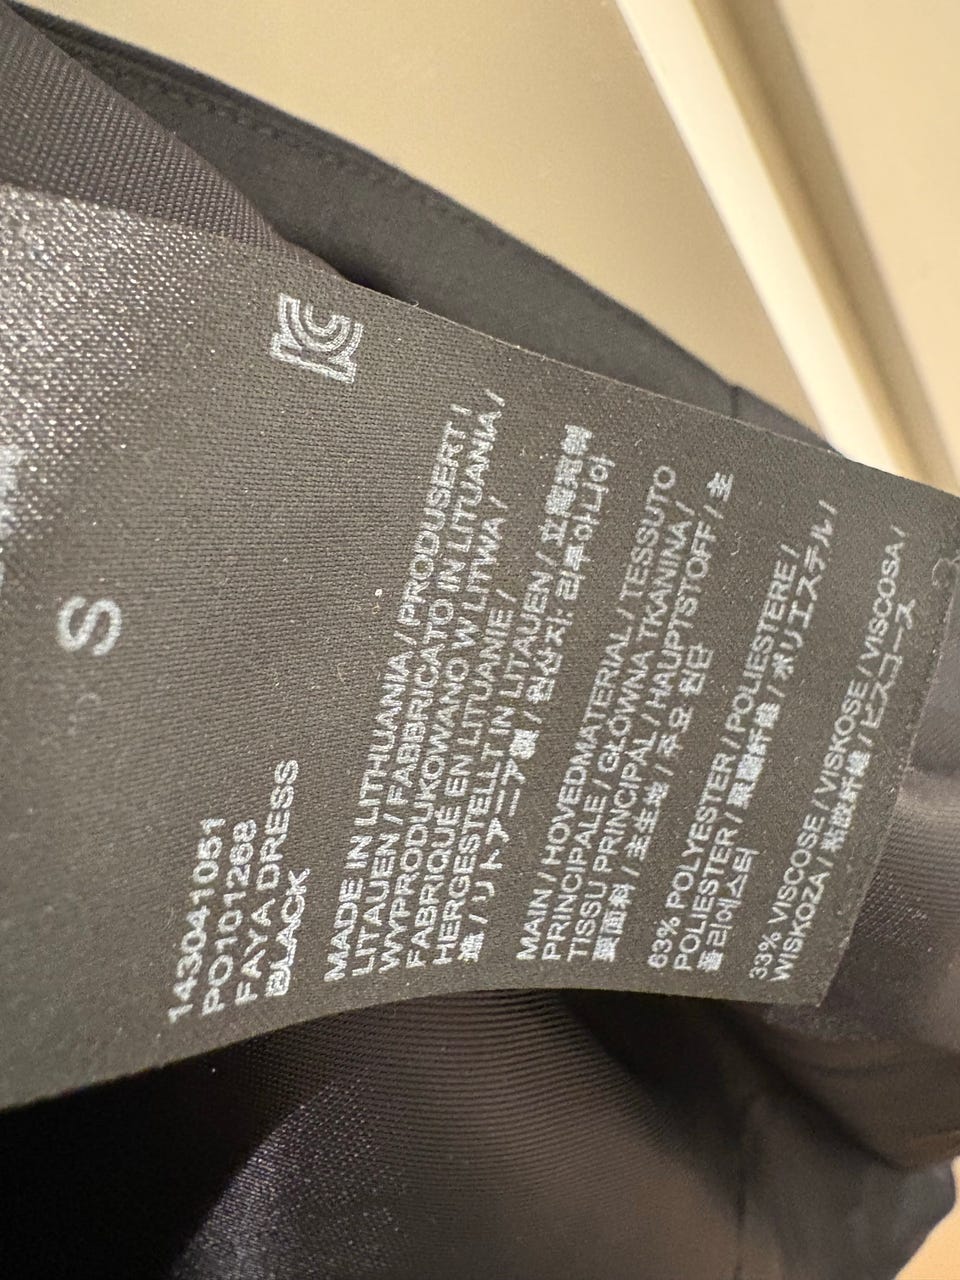 S
143041051
PO101268
FAYA DRESS
BLACK
MADE IN LITHUANIA / PRODUSERT I
LITAUEN / FABBRICATO IN LITUANIA /
WYPRODUKOWANO W LITWA /
FABRIQUÉ EN LITUANIE /
HERGESTELLT IN LITAUEN / 立陶宛制
造 / リトアニア製 / 원산지: 리투아니아
MAIN / HOVEDMATERIAL / TESSUTO
PRINCIPALE / GŁÓWNA TKANINA /
TISSU PRINCIPAL / HAUPTSTOFF / 主
要面料 / 主生地 / 주요 원단
63% POLYESTER / POLIESTERE /
POLIESTER / 聚酯纤维 / ポリエステル /
폴리에스터
33% VISCOSE / VISKOSE / VISCOSA /
WISKOZA / 粘胶纤维 / ビスコース